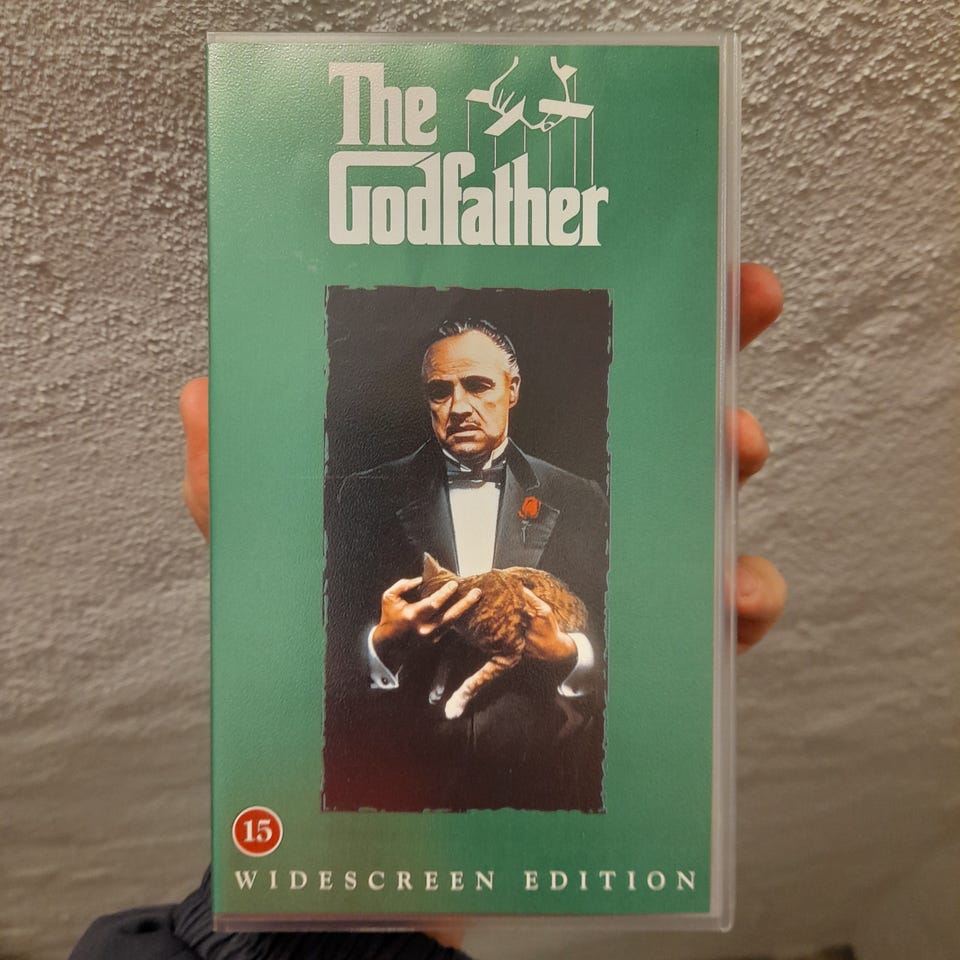 The
Godfather
15
WIDESCREEN EDITION